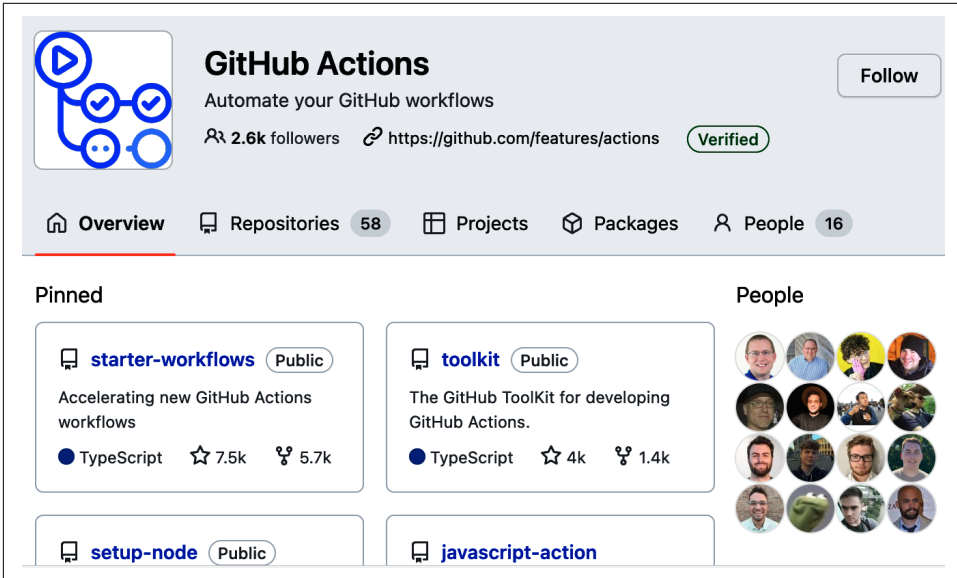 GitHub Actions
Follow
Automate your GitHub workflows
2.6k followers https://github.com/features/actions Verified
Overview Repositories 58 Projects Packages People 16
Pinned
People
starter-workflows Public
Accelerating new GitHub Actions
workflows
TypeScript 7.5k 5.7k
toolkit Public
The GitHub ToolKit for developing
GitHub Actions.
TypeScript 4k 1.4k
setup-node Public
javascript-action